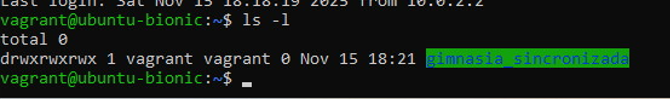 Last login: Sat Nov 15 18:18:19 2025 from 10.0.2.2
vagrant@ubuntu-bionic:~$ ls -l
total 0
drwxrwxrwx 1 vagrant vagrant 0 Nov 15 18:21 gimnasia_sincronizada
vagrant@ubuntu-bionic:~$